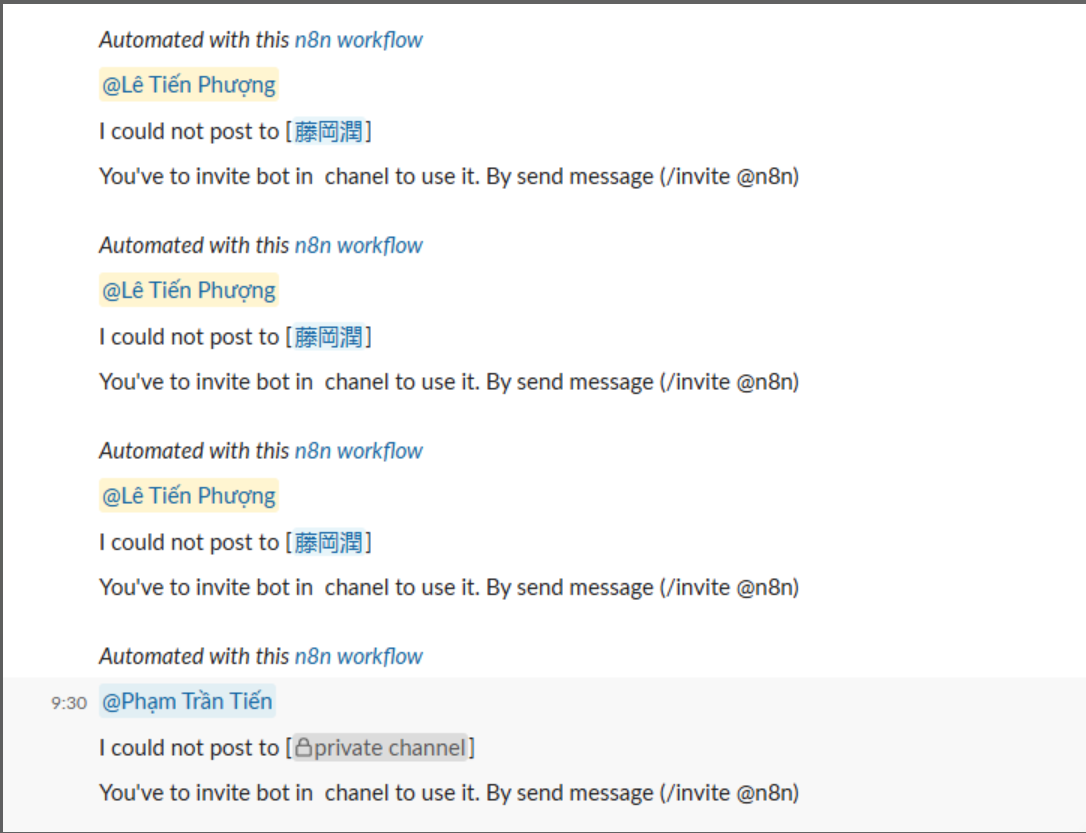 Automated with this n8n workflow
@Lê Tiến Phượng
I could not post to [藤岡潤]
You've to invite bot in  chanel to use it. By send message (/invite @n8n)
Automated with this n8n workflow
@Lê Tiến Phượng
I could not post to [藤岡潤]
You've to invite bot in  chanel to use it. By send message (/invite @n8n)
Automated with this n8n workflow
@Lê Tiến Phượng
I could not post to [藤岡潤]
You've to invite bot in  chanel to use it. By send message (/invite @n8n)
Automated with this n8n workflow
9:30 @Phạm Trần Tiến
I could not post to [private channel]
You've to invite bot in  chanel to use it. By send message (/invite @n8n)